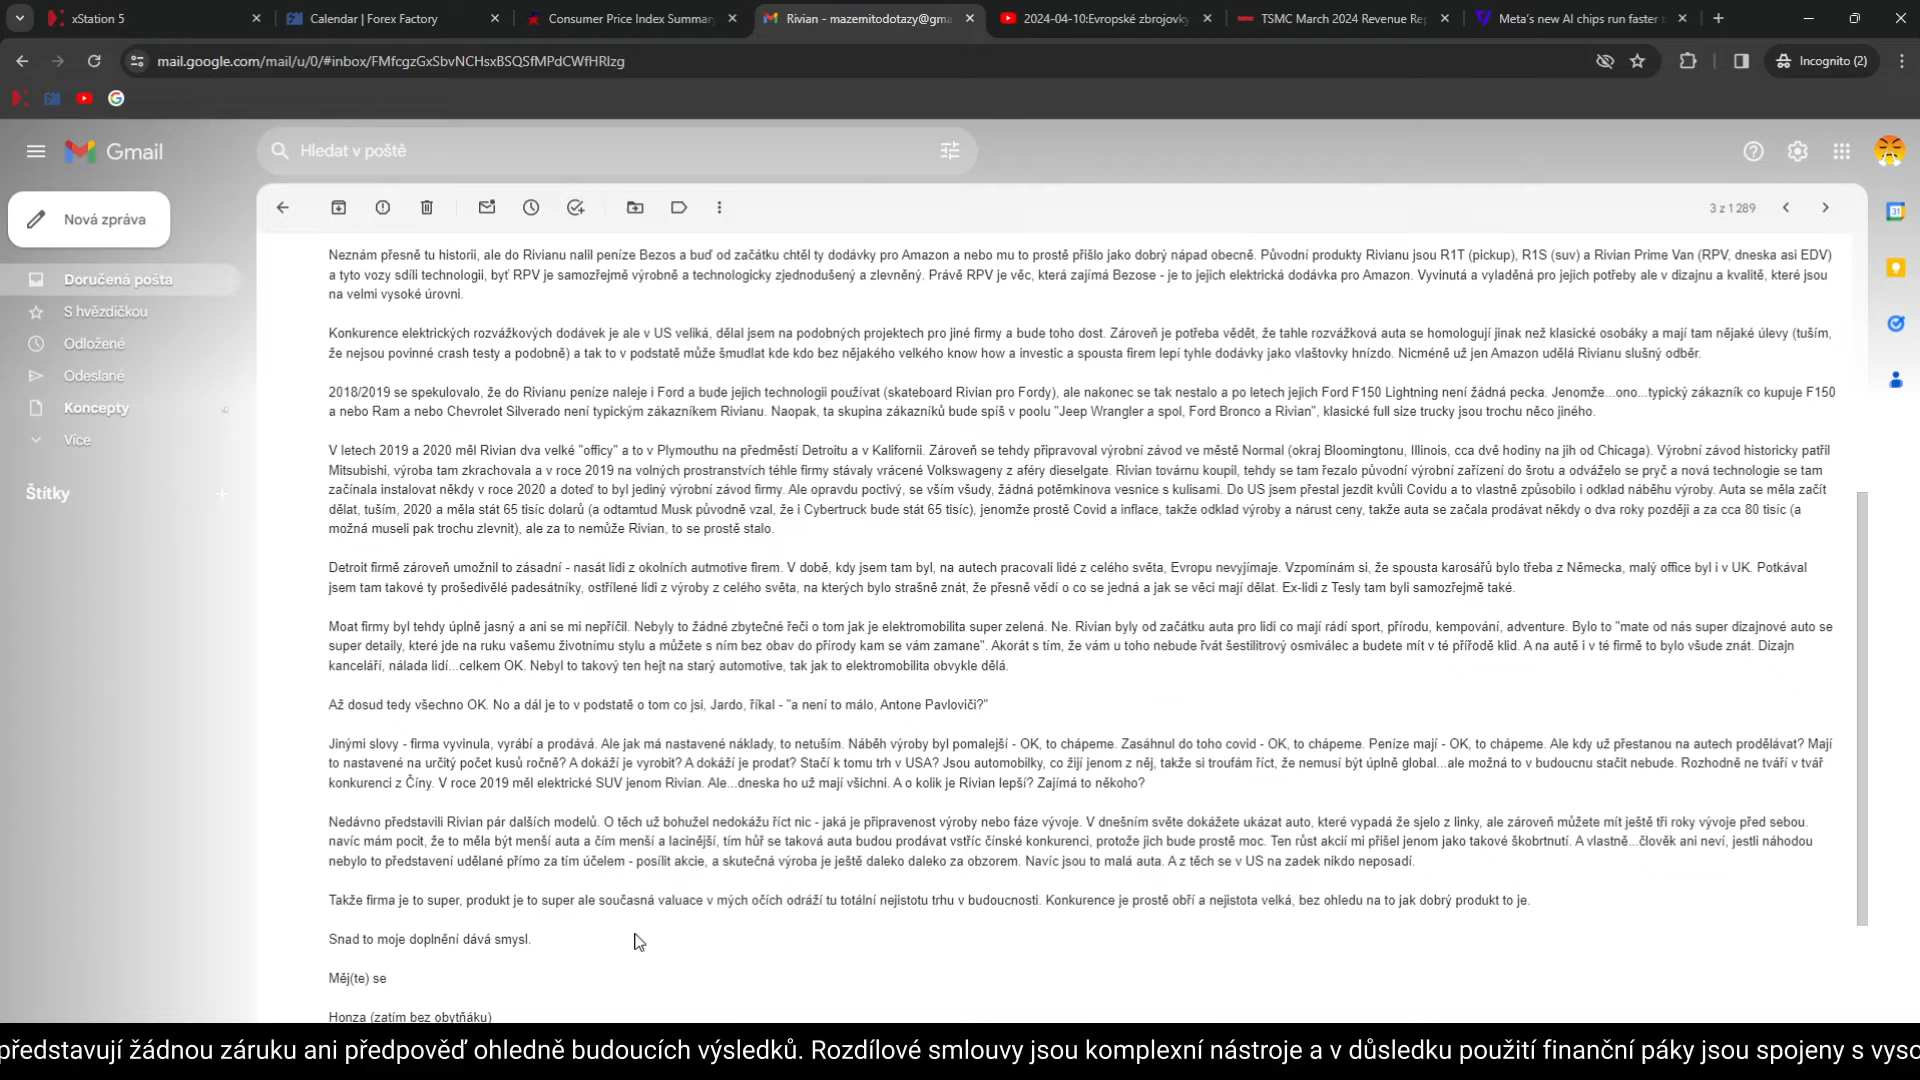 xStation 5
Calendar | Forex Factory
Consumer Price Index Summary
Rivian - mazemitodotazy@gma
2024-04-10:Evropské zbrojovky
TSMC March 2024 Revenue Re
Meta's new AI chips run faster
mail.google.com/mail/u/0/#inbox/FMfcgzGxSbvNCHsxBSQSfMPdCWfHRlzg
Incognito (2)
Gmail
Hledat v poště
Nová zpráva
3 z 1 289
Doručená pošta
S hvězdičkou
Odložené
Odeslané
Koncepty
4
Více
Štítky
Neznám přesně tu historii, ale do Rivianu nalil peníze Bezos a buď od začátku chtěl ty dodávky pro Amazon a nebo mu to prostě přišlo jako dobrý nápad obecně. Původní produkty Rivianu jsou R1T (pickup), R1S (suv) a Rivian Prime Van (RPV, dneska asi EDV)
a tyto vozy sdílí technologii, byť RPV je samozřejmě výrobně a technologicky zjednodušený a zlevněný. Právě RPV je věc, která zajímá Bezose - je to jejich elektrická dodávka pro Amazon. Vyvinutá a vyladěná pro jejich potřeby ale v dizajnu a kvalitě, které jsou
na velmi vysoké úrovni.
Konkurence elektrických rozvážkových dodávek je ale v US veliká, dělal jsem na podobných projektech pro jiné firmy a bude toho dost. Zároveň je potřeba vědět, že tahle rozvážková auta se homologují jinak než klasické osobáky a mají tam nějaké úlevy (tuším,
že nejsou povinné crash testy a podobně) a tak to v podstatě může šmudlat kde kdo bez nějakého velkého know how a investic a spousta firem lepí tyhle dodávky jako vlaštovky hnízdo. Nicméně už jen Amazon udělá Rivianu slušný odběr.
2018/2019 se spekulovalo, že do Rivianu peníze naleje i Ford a bude jejich technologii používat (skateboard Rivian pro Fordy), ale nakonec se tak nestalo a po letech jejich Ford F150 Lightning není žádná pecka. Jenomže...ono...typický zákazník co kupuje F150
a nebo Ram a nebo Chevrolet Silverado není typickým zákazníkem Rivianu. Naopak, ta skupina zákazníků bude spíš v poolu "Jeep Wrangler a spol, Ford Bronco a Rivian", klasické full size trucky jsou trochu něco jiného.
V letech 2019 a 2020 měl Rivian dva velké "officy" a to v Plymouthu na předměstí Detroitu a v Kalifornii. Zároveň se tehdy připravoval výrobní závod ve městě Normal (okraj Bloomingtonu, Illinois, cca dvě hodiny na jih od Chicaga). Výrobní závod historicky patřil
Mitsubishi, výroba tam zkrachovala a v roce 2019 na volných prostranstvích téhle firmy stávaly vrácené Volkswageny z aféry dieselgate. Rivian továrnu koupil, tehdy se tam řezalo původní výrobní zařízení do šrotu a odváželo se pryč a nová technologie se tam
začínala instalovat někdy v roce 2020 a doteď to byl jediný výrobní závod firmy. Ale opravdu poctivý, se vším všudy, žádná potěmkinova vesnice s kulisami. Do US jsem přestal jezdit kvůli Covidu a to vlastně způsobilo i odklad náběhu výroby. Auta se měla začít
dělat, tuším, 2020 a měla stát 65 tisíc dolarů (a odtamtud Musk původně vzal, že i Cybertruck bude stát 65 tisíc), jenomže prostě Covid a inflace, takže odklad výroby a nárust ceny, takže auta se začala prodávat někdy o dva roky později a za cca 80 tisíc (a
možná museli pak trochu zlevnit), ale za to nemůže Rivian, to se prostě stalo.
Detroit firmě zároveň umožnil to zásadní - nasát lidi z okolních autmotive firem. V době, kdy jsem tam byl, na autech pracovali lidé z celého světa, Evropu nevyjímaje. Vzpomínám si, že spousta karosářů bylo třeba z Německa, malý office byl i v UK. Potkával
jsem tam takové ty prošedivělé padesátníky, ostřílené lidi z výroby z celého světa, na kterých bylo strašně znát, že přesně vědí o co se jedná a jak se věci mají dělat. Ex-lidi z Tesly tam byli samozřejmě také.
Moat firmy byl tehdy úplně jasný a ani se mi nepříčil. Nebyly to žádné zbytečné řeči o tom jak je elektromobilita super zelená. Ne. Rivian byly od začátku auta pro lidi co mají rádí sport, přírodu, kempování, adventure. Bylo to "mate od nás super dizajnové auto se
super detaily, které jde na ruku vašemu životnímu stylu a můžete s ním bez obav do přírody kam se vám zamane". Akorát s tím, že vám u toho nebude řvát šestilitrový osmiválec a budete mít v té přířodě klid. A na autě i v té firmě to bylo všude znát. Dizajn
kanceláří, nálada lidí...celkem OK. Nebyl to takový ten hejt na starý automotive, tak jak to elektromobilita obvykle dělá.
Až dosud tedy všechno OK. No a dál je to v podstatě o tom co jsi, Jardo, říkal - "a není to málo, Antone Pavloviči?"
Jinými slovy - firma vyvinula, vyrábí a prodává. Ale jak má nastavené náklady, to netuším. Náběh výroby byl pomalejší - OK, to chápeme. Zasáhnul do toho covid - OK, to chápeme. Peníze mají - OK, to chápeme. Ale kdy už přestanou na autech prodělávat? Mají
to nastavené na určitý počet kusů ročně? A dokáží je vyrobit? A dokáží je prodat? Stačí k tomu trh v USA? Jsou automobilky, co žijí jenom z něj, takže si troufám říct, že nemusí být úplně global...ale možná to v budoucnu stačit nebude. Rozhodně ne tváří v tvář
konkurenci z Číny. V roce 2019 měl elektrické SUV jenom Rivian. Ale...dneska ho už mají všichni. A o kolik je Rivian lepší? Zajímá to někoho?
Nedávno představili Rivian pár dalších modelů. O těch už bohužel nedokážu říct nic - jaká je připravenost výroby nebo fáze vývoje. V dnešním světe dokážete ukázat auto, které vypadá že sjelo z linky, ale zároveň můžete mít ještě tři roky vývoje před sebou.
navíc mám pocit, že to měla být menší auta a čím menší a lacinější, tím hůř se taková auta budou prodávat vstříc čínské konkurenci, protože jich bude prostě moc. Ten růst akcií mi přišel jenom jako takové škobrtnutí. A vlastně...člověk ani neví, jestli náhodou
nebylo to představení udělané přímo za tím účelem - posílit akcie, a skutečná výroba je ještě daleko daleko za obzorem. Navíc jsou to malá auta. A z těch se v US na zadek nikdo neposadí.
Takže firma je to super, produkt je to super ale současná valuace v mých očích odráží tu totální nejistotu trhu v budoucnosti. Konkurence je prostě obří a nejistota velká, bez ohledu na to jak dobrý produkt to je.
Snad to moje doplnění dává smysl.
Měj(te) se
Honza (zatím bez obytňáku)
představují žádnou záruku ani předpověď ohledně budoucích výsledků. Rozdílové smlouvy jsou komplexní nástroje a v důsledku použití finanční páky jsou spojeny s vyso